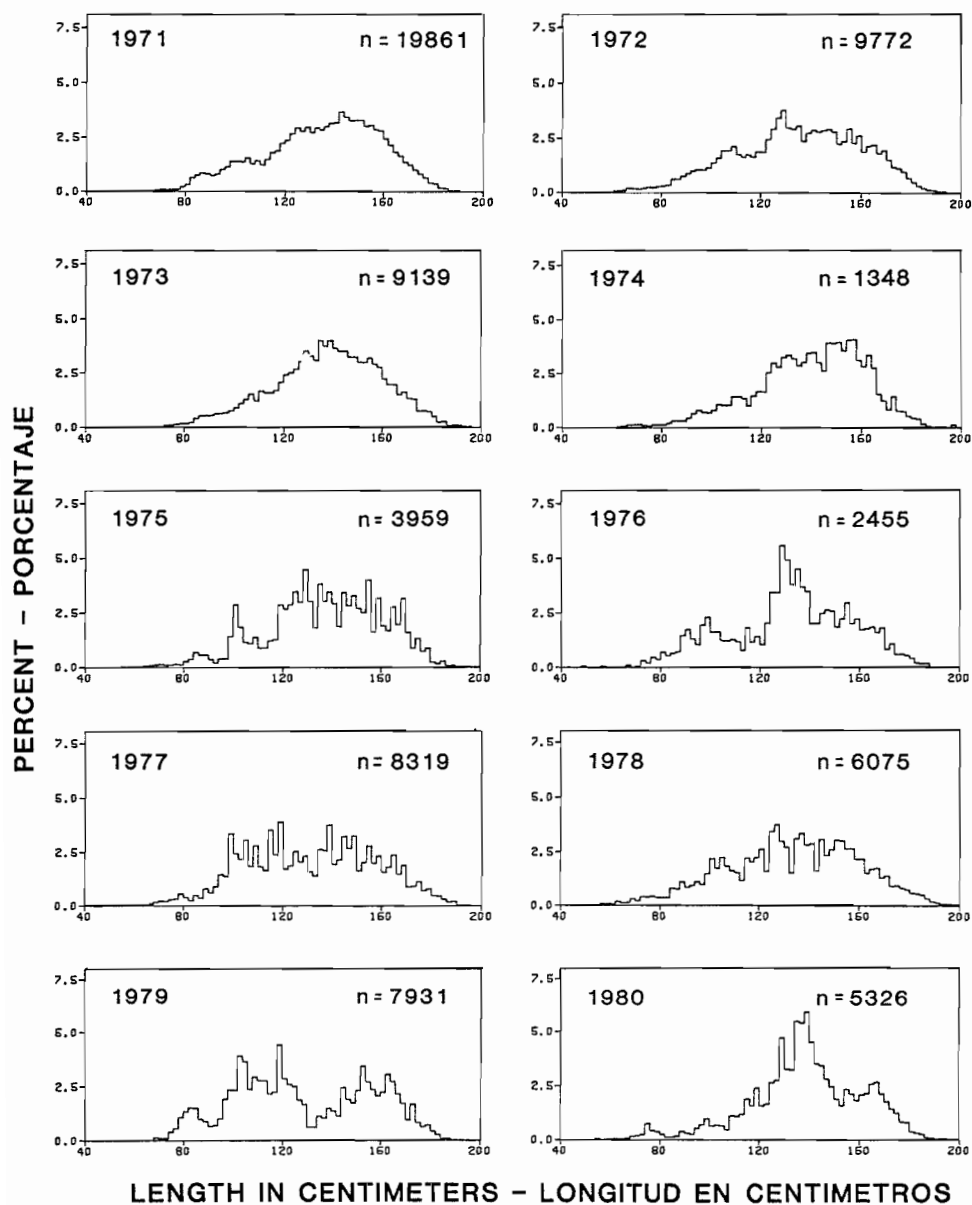 PERCENT – PORCENTAJE
1971 n = 19861
7.5
5.0
2.5
0.0
40 80 120 160 200
1972 n = 9772
7.5
5.0
2.5
0.0
40 80 120 160 200
1973 n = 9139
7.5
5.0
2.5
0.0
40 80 120 160 200
1974 n = 1348
7.5
5.0
2.5
0.0
40 80 120 160 200
1975 n = 3959
7.5
5.0
2.5
0.0
40 80 120 160 200
1976 n = 2455
7.5
5.0
2.5
0.0
40 80 120 160 200
1977 n = 8319
7.5
5.0
2.5
0.0
40 80 120 160 200
1978 n = 6075
7.5
5.0
2.5
0.0
40 80 120 160 200
1979 n = 7931
7.5
5.0
2.5
0.0
40 80 120 160 200
1980 n = 5326
7.5
5.0
2.5
0.0
40 80 120 160 200
LENGTH IN CENTIMETERS – LONGITUD EN CENTIMETROS